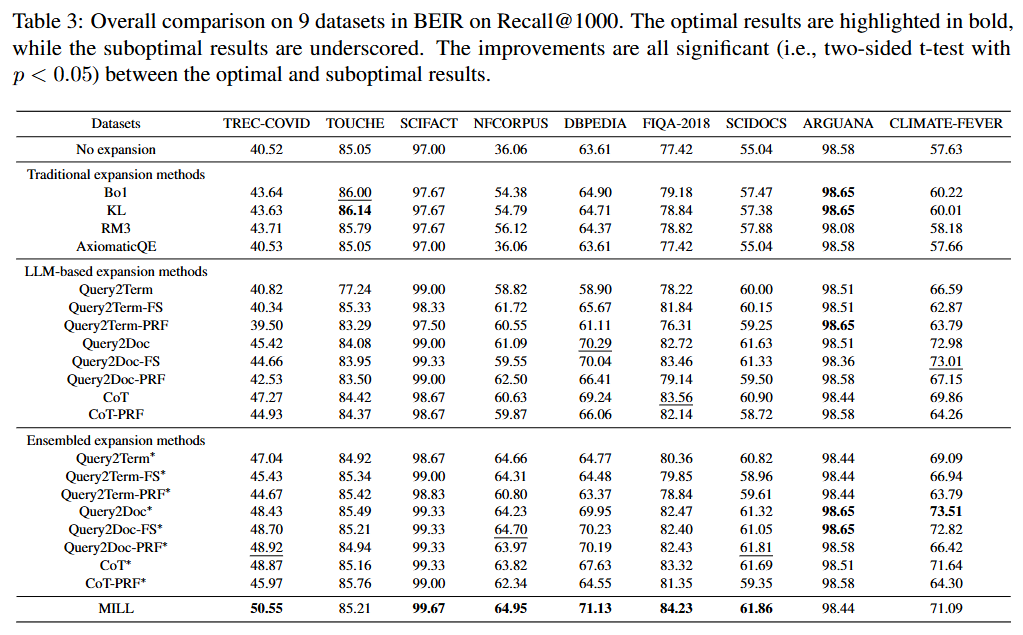 Table 3: Overall comparison on 9 datasets in BEIR on Recall@1000. The optimal results are highlighted in bold,
while the suboptimal results are underscored. The improvements are all significant (i.e., two-sided t-test with
p < 0.05) between the optimal and suboptimal results.
Datasets TREC-COVID TOUCHE SCIFACT NFCORPUS DBPEDIA FIQA-2018 SCIDOCS ARGUANA CLIMATE-FEVER
No expansion 40.52 85.05 97.00 36.06 63.61 77.42 55.04 98.58 57.63
Traditional expansion methods
Bo1 43.64 86.00 97.67 54.38 64.90 79.18 57.47 98.65 60.22
KL 43.63 86.14 97.67 54.79 64.71 78.84 57.38 98.65 60.01
RM3 43.71 85.79 97.67 56.12 64.37 78.82 57.88 98.08 58.18
AxiomaticQE 40.53 85.05 97.00 36.06 63.61 77.42 55.04 98.58 57.66
LLM-based expansion methods
Query2Term 40.82 77.24 99.00 58.82 58.90 78.22 60.00 98.51 66.59
Query2Term-FS 40.34 85.33 98.33 61.72 65.67 81.84 60.15 98.51 62.87
Query2Term-PRF 39.50 83.29 97.50 60.55 61.11 76.31 59.25 98.65 63.79
Query2Doc 45.42 84.08 99.00 61.09 70.29 82.72 61.63 98.51 72.98
Query2Doc-FS 44.66 83.95 99.33 59.55 70.04 83.46 61.33 98.36 73.01
Query2Doc-PRF 42.53 83.50 99.00 62.50 66.41 79.14 59.50 98.58 67.15
CoT 47.27 84.42 98.67 60.63 69.24 83.56 60.90 98.44 69.86
CoT-PRF 44.93 84.37 98.67 59.87 66.06 82.14 58.72 98.58 64.26
Ensembled expansion methods
Query2Term* 47.04 84.92 98.67 64.66 64.77 80.36 60.82 98.44 69.09
Query2Term-FS* 45.43 85.34 99.00 64.31 64.48 79.85 58.96 98.44 66.94
Query2Term-PRF* 44.67 85.42 98.83 60.80 63.37 78.84 59.61 98.44 63.79
Query2Doc* 48.43 85.49 99.33 64.23 69.95 82.47 61.32 98.65 73.51
Query2Doc-FS* 48.70 85.21 99.33 64.70 70.23 82.40 61.05 98.65 72.82
Query2Doc-PRF* 48.92 84.94 99.33 63.97 70.19 82.43 61.81 98.58 66.42
CoT* 48.87 85.16 99.33 63.82 67.63 83.32 61.69 98.51 71.64
CoT-PRF* 45.97 85.76 99.00 62.34 64.55 81.35 59.35 98.58 64.30
MILL 50.55 85.21 99.67 64.95 71.13 84.23 61.86 98.44 71.09